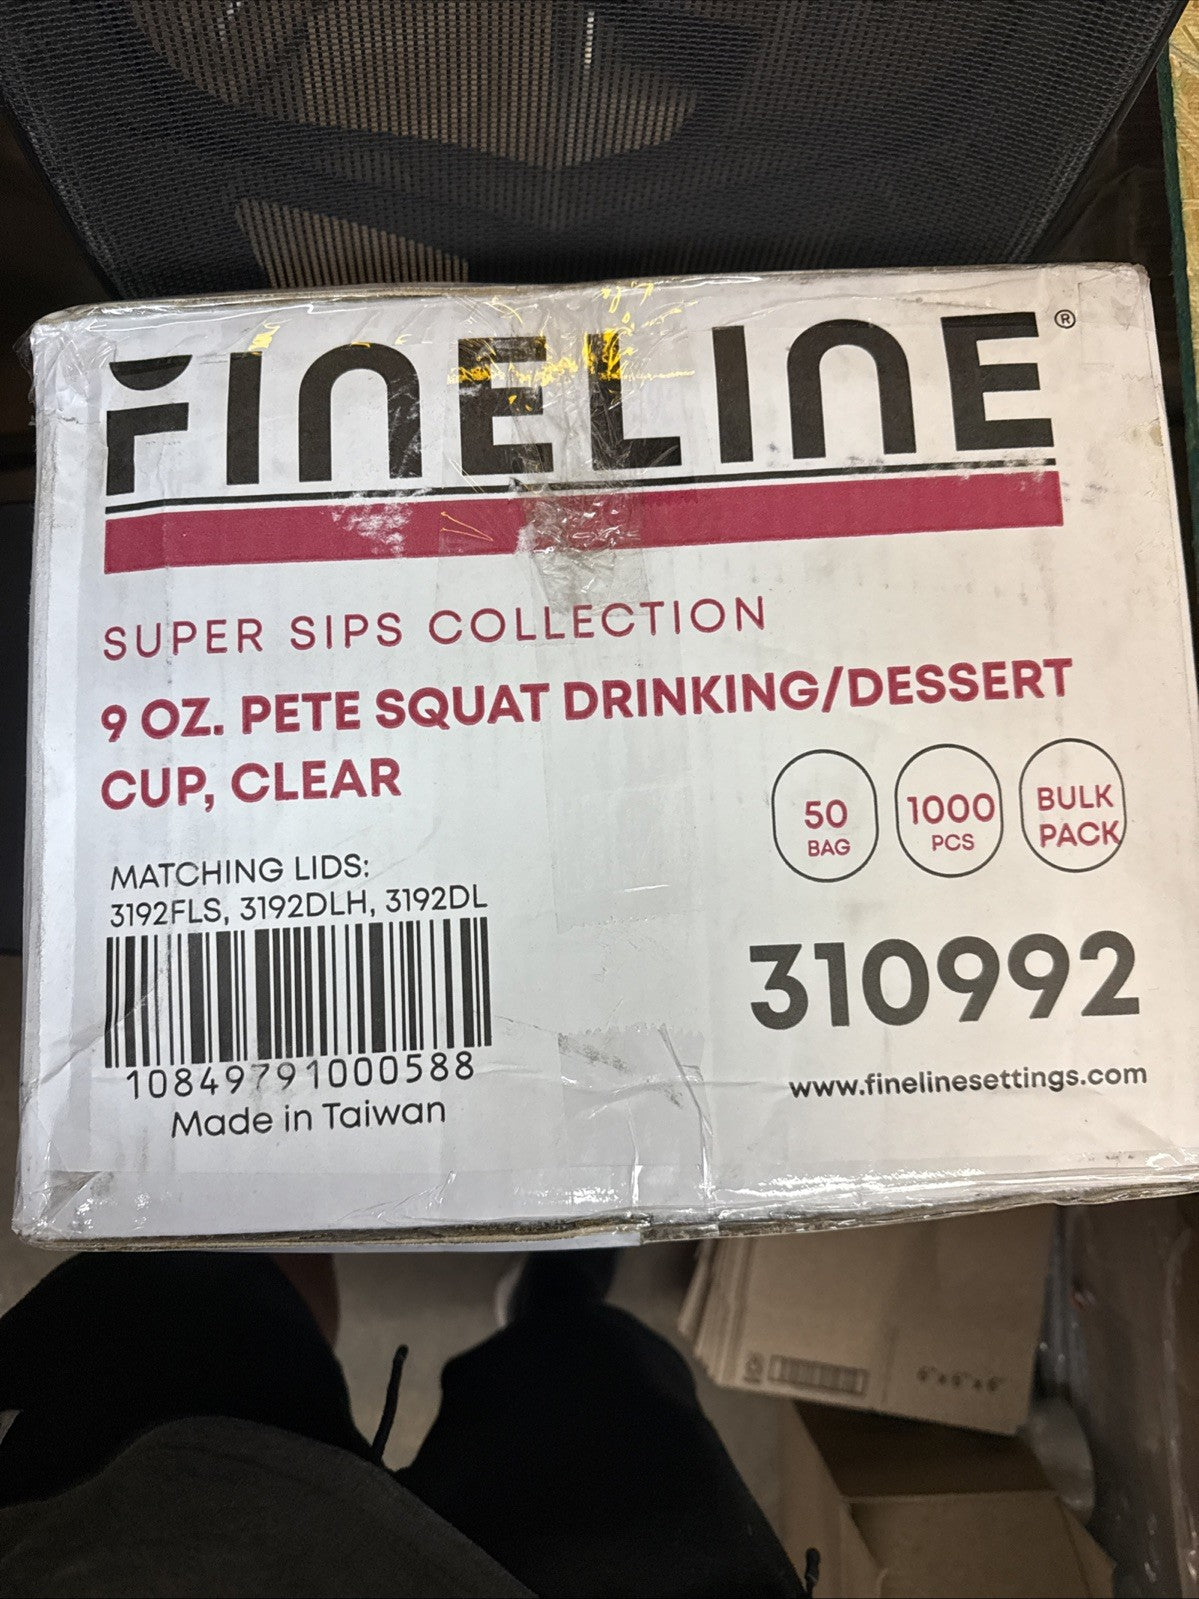 FINELINE®
SUPER SIPS COLLECTION
9 OZ. PETE SQUAT DRINKING/DESSERT
CUP, CLEAR
50
BAG
1000
PCS
BULK
PACK
MATCHING LIDS:
3192FLS, 3192DLH, 3192DL
10849791000588
Made in Taiwan
310992
www.finelinesettings.com